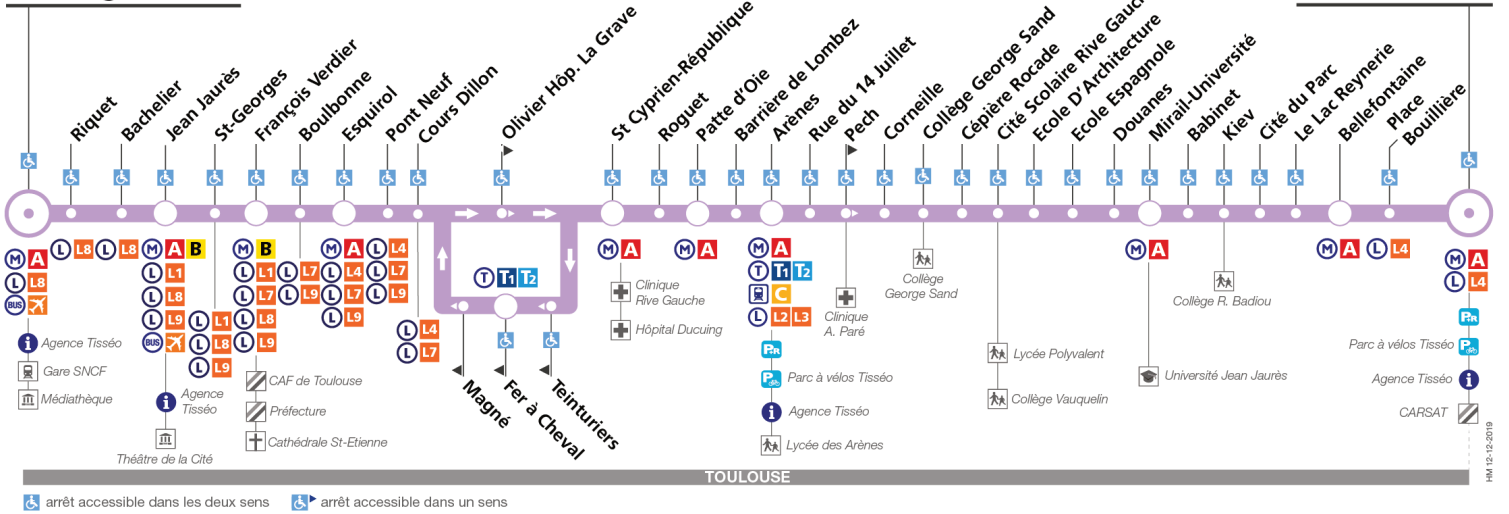 Riquet
Bachelier
Jean Jaurès
St-Georges
François Verdier
Boulbonne
Esquirol
Pont Neuf
Cours Dillon
Olivier Hôp. La Grave
St Cyprien-République
Roguet
Patte d'Oie
Barrière de Lombez
Arènes
Rue du 14 Juillet
Pech
Corneille
Collège George Sand
Cépière Rocade
Cité Scolaire Rive
Ecole D'Architecture
Ecole Espagnole
Douanes
Mirail-Université
Babinet
Kiev
Cité du Parc
Le Lac Reynerie
Bellefontaine
Place
Bouillière
M A
L L8
BUS
Agence Tisséo
Gare SNCF
Médiathèque
L L8
L L8
M A B
L L1
L L8
L L9
BUS
Agence
Tisséo
Théâtre de la Cité
L L1
L L8
L L9
M B
L L1
L L7
L L8
L L9
CAF de Toulouse
Préfecture
Cathédrale St-Etienne
L L7
L L9
M A
L L4
L L7
L L9
L L4
L L7
L L9
L L4
L L7
T T1 T2
Magné
Fer à Cheval
Teinturiers
M A
Clinique
Rive Gauche
Hôpital Ducuing
M A
M A
T T1 T2
C
L L2 L3
P+R
P Parc à vélos Tisséo
Agence Tisséo
Lycée des Arènes
Clinique
A. Paré
Collège
George Sand
Lycée Polyvalent
Collège Vauquelin
M A
Université Jean Jaurès
Collège R. Badiou
M A L L4
M A
L L4
P+R
Parc à vélos Tisséo P
Agence Tisséo
CARSAT
HM 12-12-2019
TOULOUSE
arrêt accessible dans les deux sens
arrêt accessible dans un sens